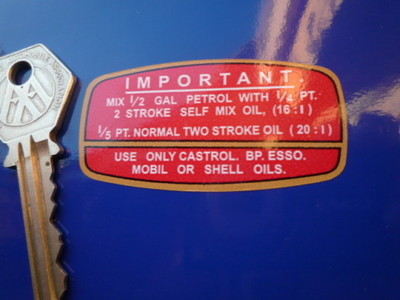 IMPORTANT.
MIX 1/2 GAL PETROL WITH 1/4 PT.
2 STROKE SELF MIX OIL, (16:1)
1/5 PT. NORMAL TWO STROKE OIL (20:1)
USE ONLY CASTROL. BP. ESSO.
MOBIL OR SHELL OILS.